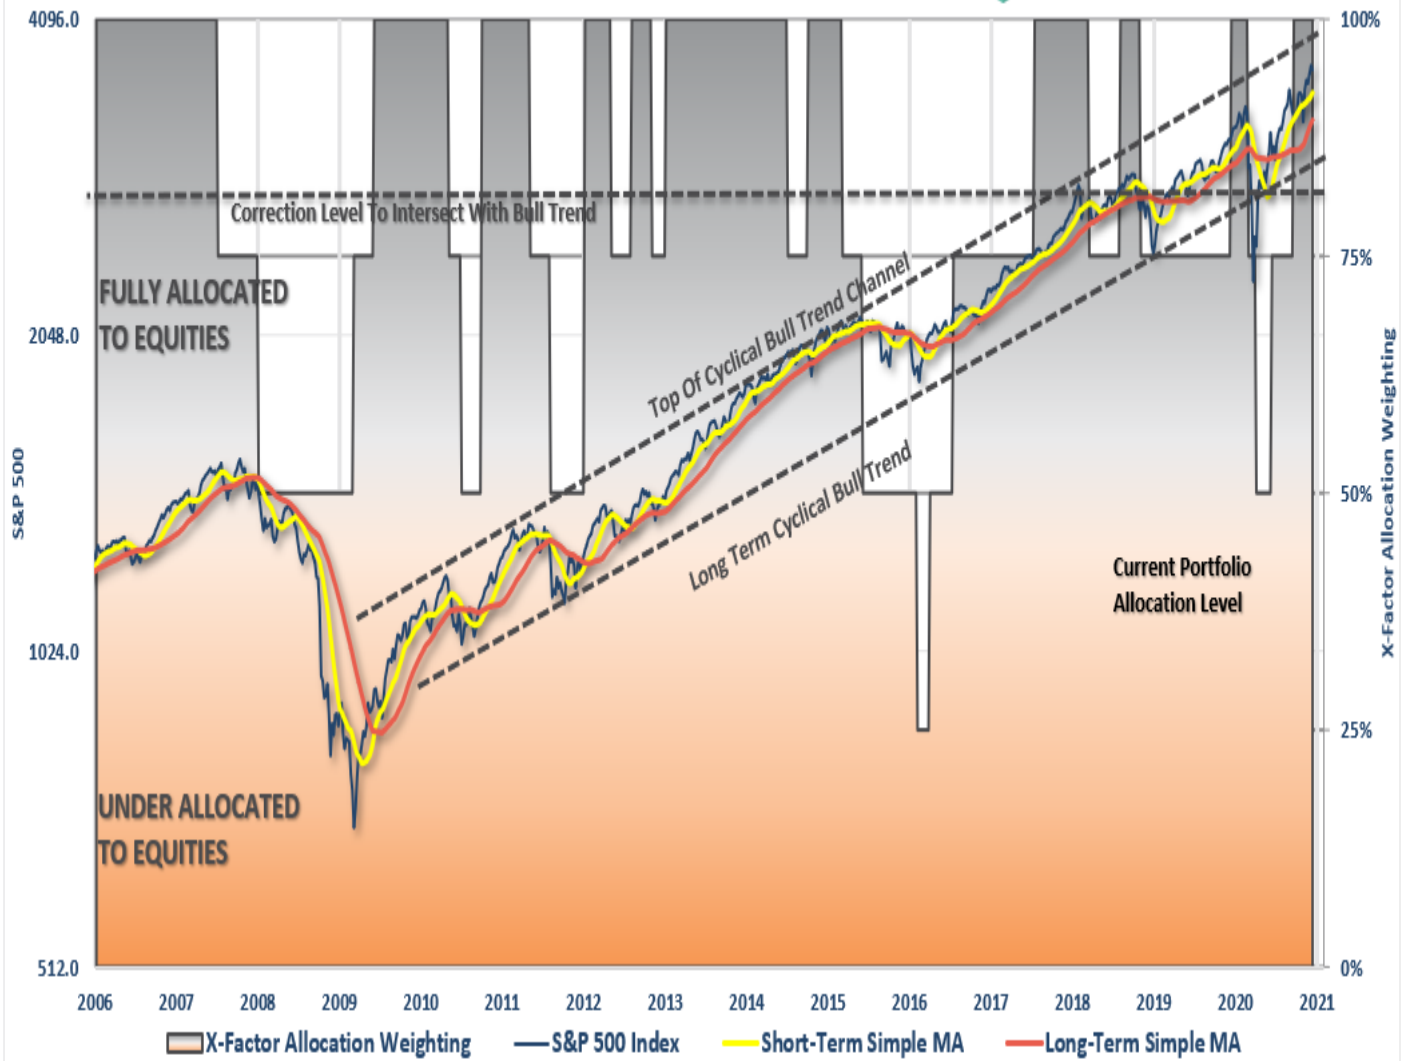 4096.0
2048.0
1024.0
512.0
S&P 500
100%
75%
50%
25%
0%
X-Factor Allocation Weighting
Correction Level To Intersect With Bull Trend
FULLY ALLOCATED
TO EQUITIES
Top Of Cyclical Bull Trend Channel
Long Term Cyclical Bull Trend
Current Portfolio
Allocation Level
UNDER ALLOCATED
TO EQUITIES
2006 2007 2008 2009 2010 2011 2012 2013 2014 2015 2016 2017 2018 2019 2020 2021
X-Factor Allocation Weighting S&P 500 Index Short-Term Simple MA Long-Term Simple MA